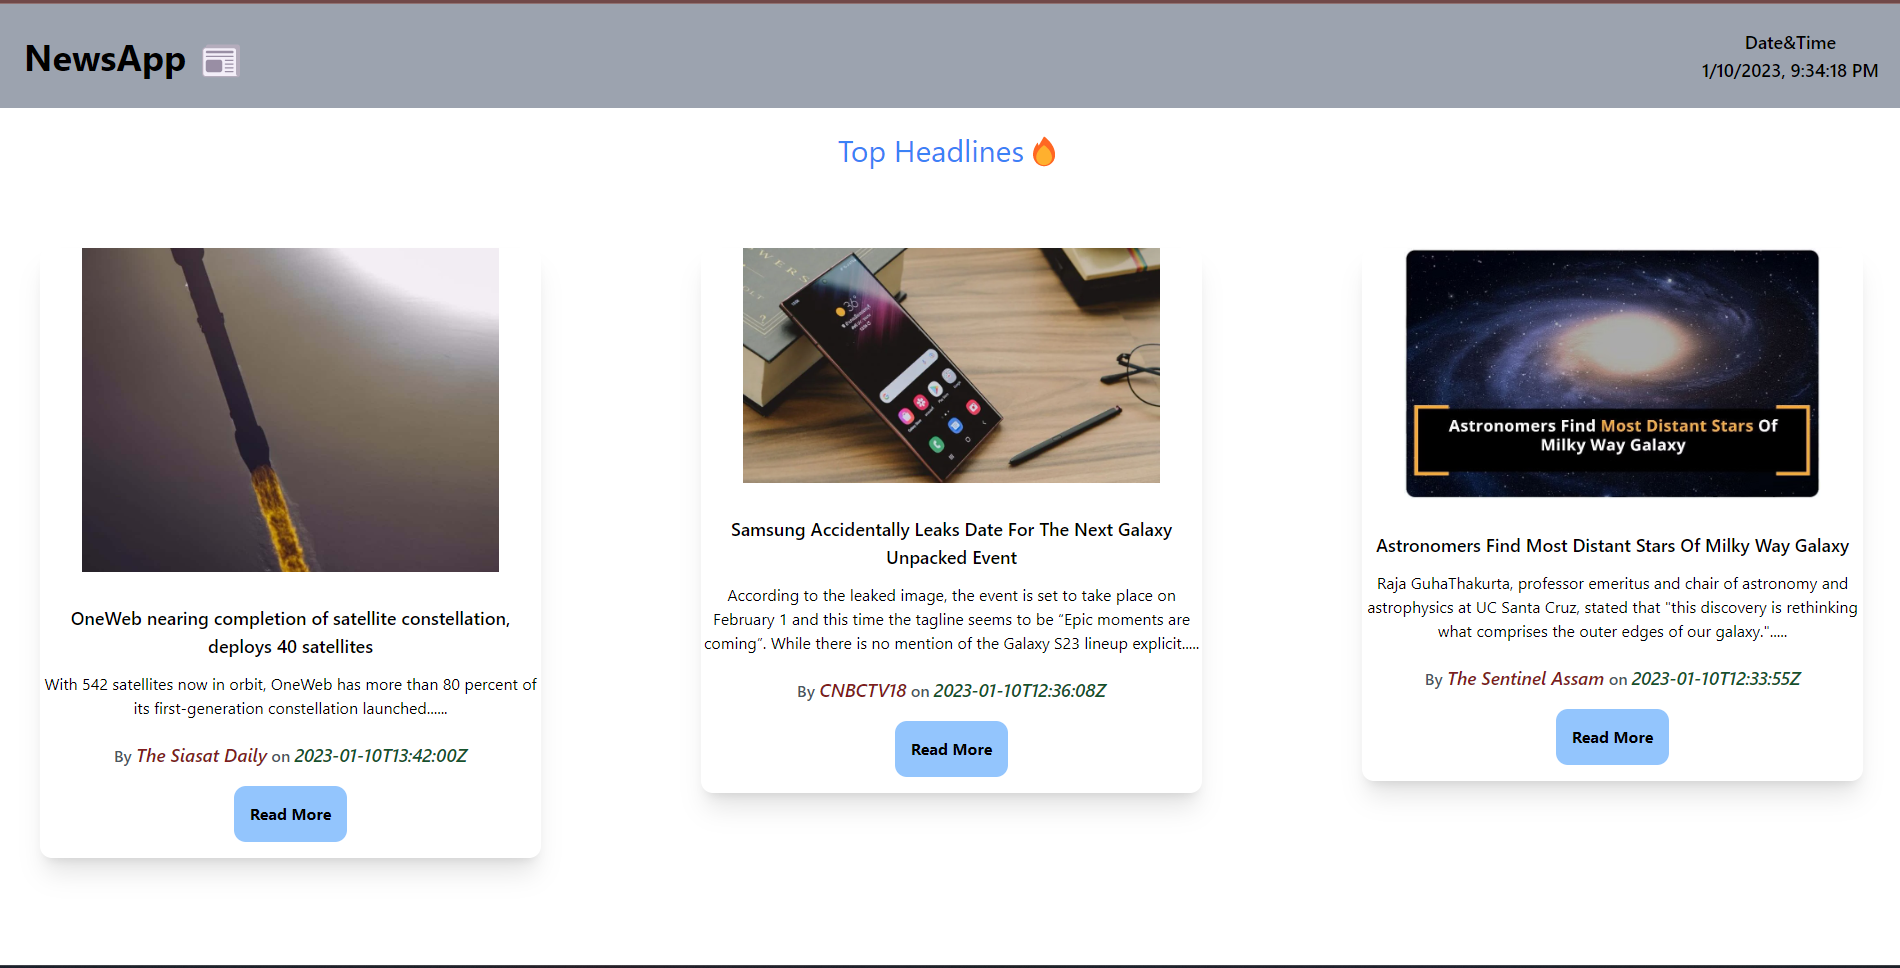 NewsApp
Date&Time
1/10/2023, 9:34:18 PM
Top Headlines
OneWeb nearing completion of satellite constellation,
deploys 40 satellites
With 542 satellites now in orbit, OneWeb has more than 80 percent of
its first-generation constellation launched......
By The Siasat Daily on 2023-01-10T13:42:00Z
Read More
36°
Samsung Accidentally Leaks Date For The Next Galaxy
Unpacked Event
According to the leaked image, the event is set to take place on
February 1 and this time the tagline seems to be “Epic moments are
coming”. While there is no mention of the Galaxy S23 lineup explicit.....
By CNBCTV18 on 2023-01-10T12:36:08Z
Read More
Astronomers Find Most Distant Stars Of
Milky Way Galaxy
Astronomers Find Most Distant Stars Of Milky Way Galaxy
Raja GuhaThakurta, professor emeritus and chair of astronomy and
astrophysics at UC Santa Cruz, stated that "this discovery is rethinking
what comprises the outer edges of our galaxy.".....
By The Sentinel Assam on 2023-01-10T12:33:55Z
Read More